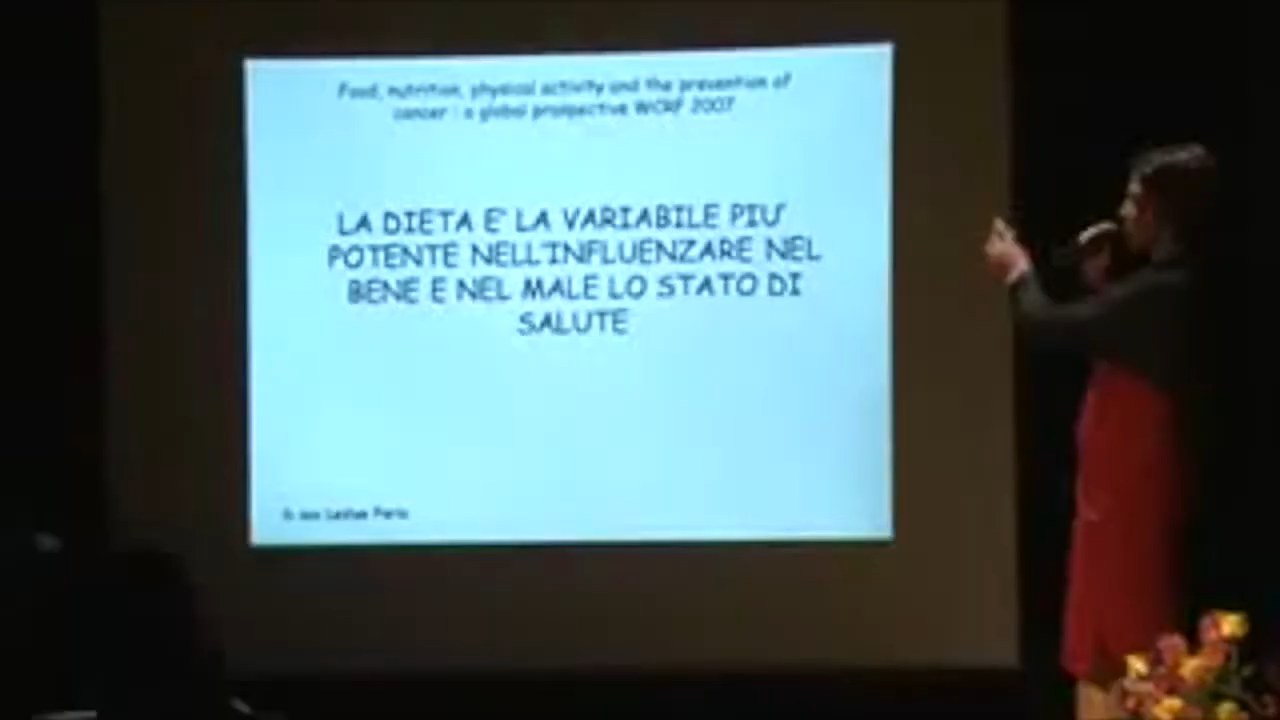 Food, nutrition, physical activity and the prevention of
cancer : a global prospective WCRF 2007
LA DIETA E' LA VARIABILE PIU'
POTENTE NELL'INFLUENZARE NEL
BENE E NEL MALE LO STATO DI
SALUTE